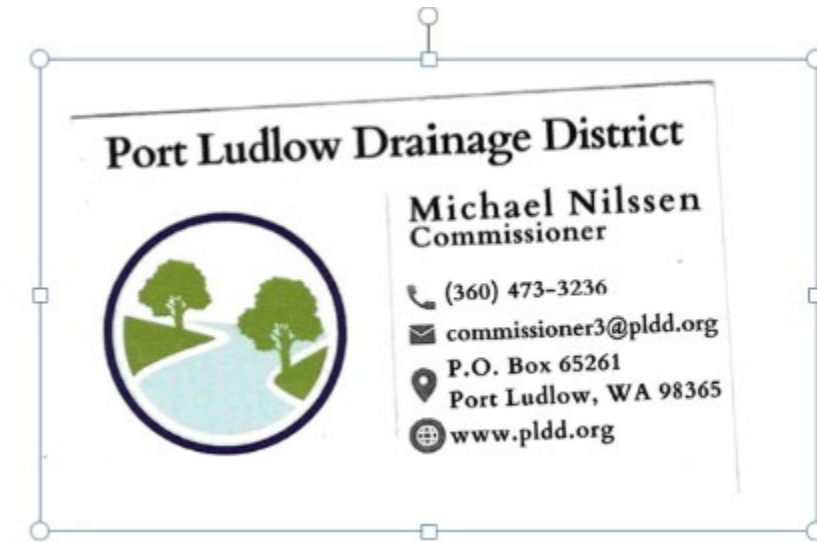 Port Ludlow Drainage District
Michael Nilssen
Commissioner
(360) 473-3236
commissioner3@pldd.org
P.O. Box 65261
Port Ludlow, WA 98365
www.pldd.org